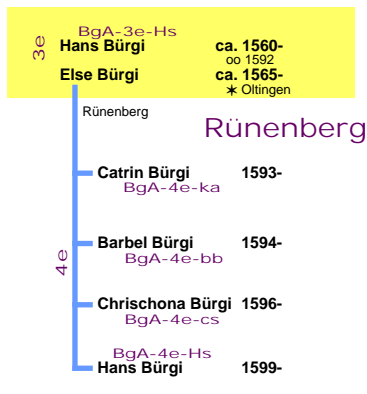 3e
BgA-3e-Hs
Hans Bürgi ca. 1560-
oo 1592
Else Bürgi ca. 1565-
✶ Oltingen
Rünenberg
Rünenberg
4e
Catrin Bürgi 1593-
BgA-4e-ka
Barbel Bürgi 1594-
BgA-4e-bb
Chrischona Bürgi 1596-
BgA-4e-cs
BgA-4e-Hs
Hans Bürgi 1599-